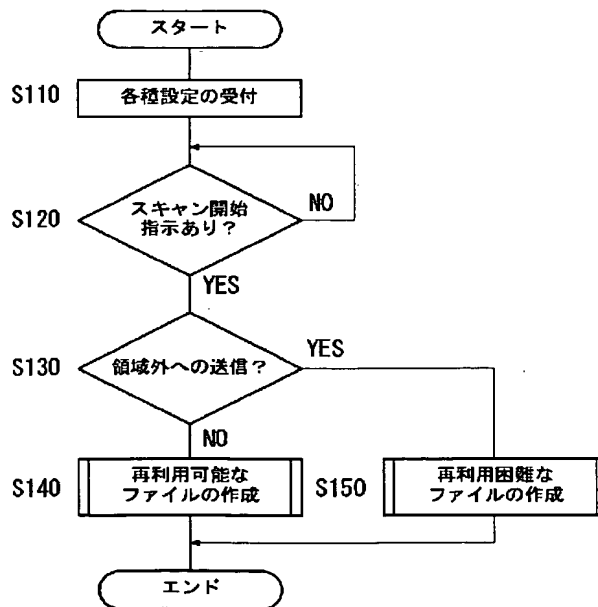 スタート
S110
各種設定の受付
S120
スキャン開始
指示あり？
NO
YES
S130
領域外への送信？
YES
NO
S140
再利用可能な
ファイルの作成
S150
再利用困難な
ファイルの作成
エンド